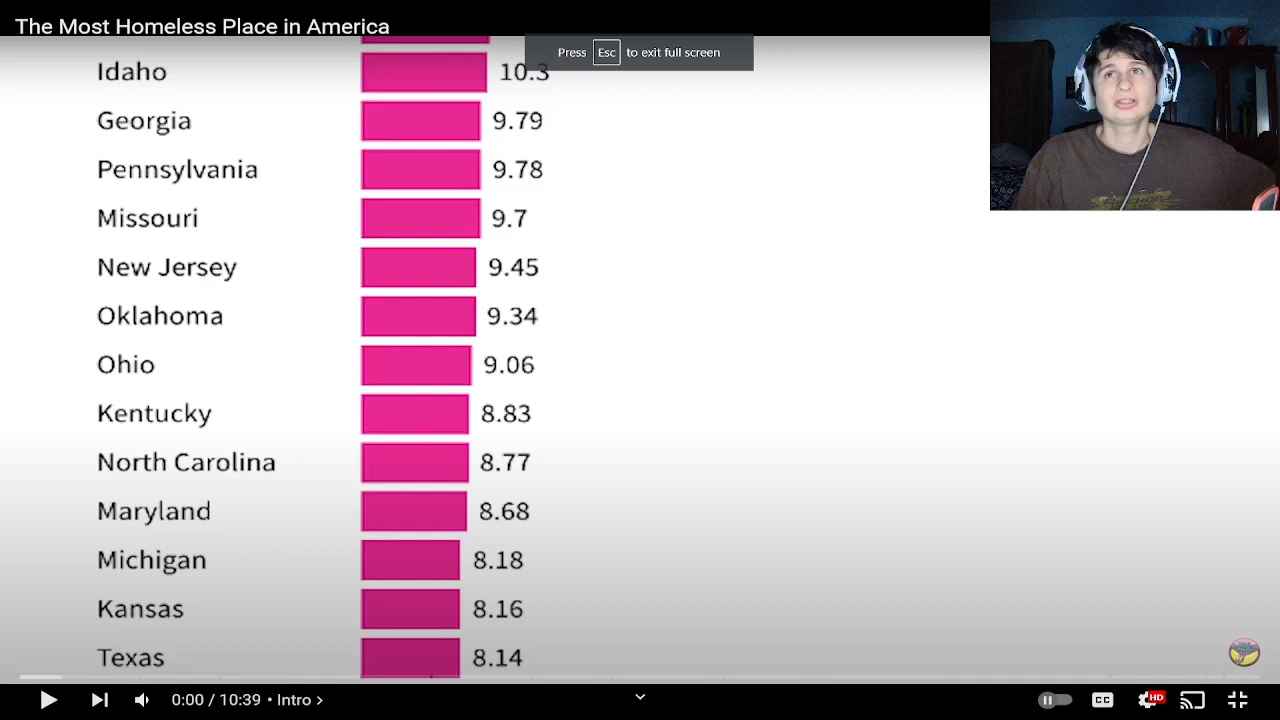 The Most Homeless Place in America
Press Esc to exit full screen
Idaho 10.3
Georgia 9.79
Pennsylvania 9.78
Missouri 9.7
New Jersey 9.45
Oklahoma 9.34
Ohio 9.06
Kentucky 8.83
North Carolina 8.77
Maryland 8.68
Michigan 8.18
Kansas 8.16
Texas 8.14
0:00 / 10:39 • Intro >
CC
HD